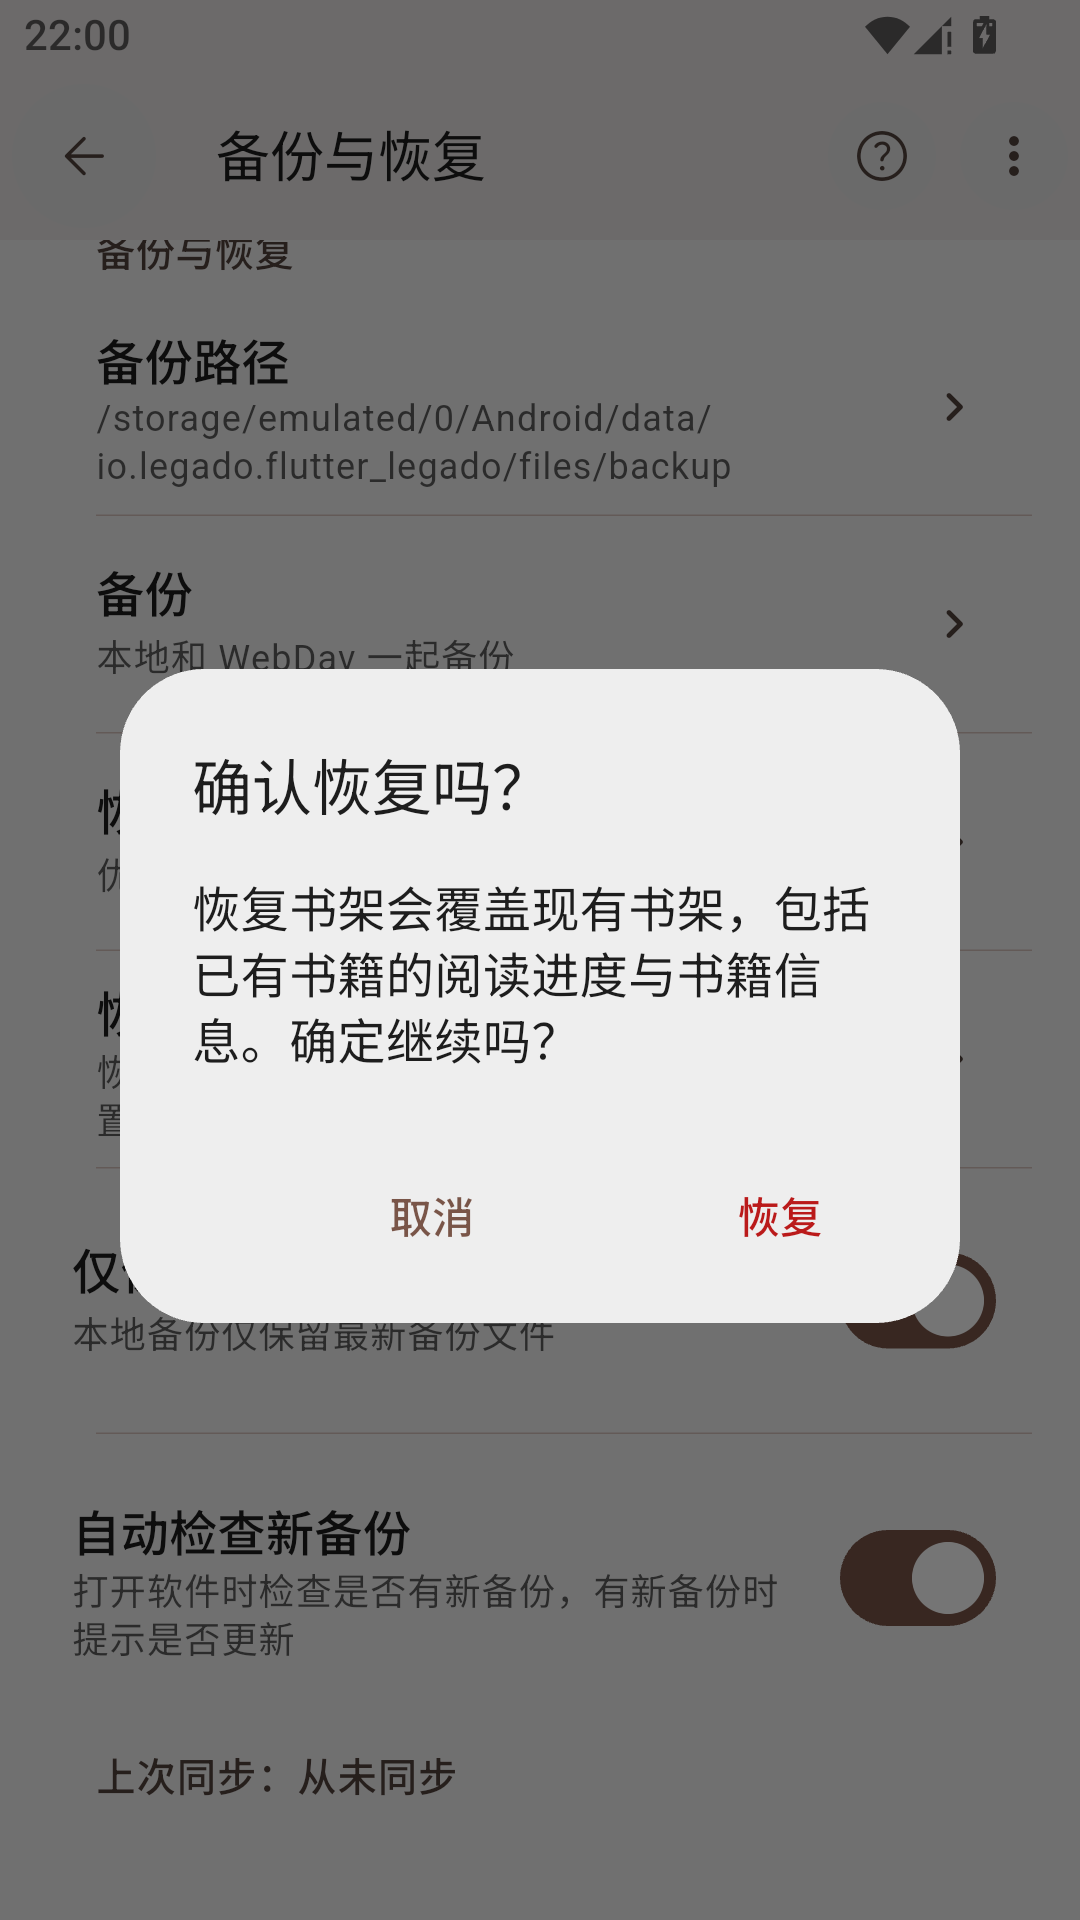 22:00
备份与恢复
备份与恢复
备份路径
/storage/emulated/0/Android/data/
io.legado.flutter_legado/files/backup
备份
本地和 WebDav 一起备份
确认恢复吗？
恢复书架会覆盖现有书架，包括
已有书籍的阅读进度与书籍信
息。确定继续吗？
取消
恢复
仅
本地备份仅保留最新备份文件
自动检查新备份
打开软件时检查是否有新备份，有新备份时
提示是否更新
上次同步：从未同步